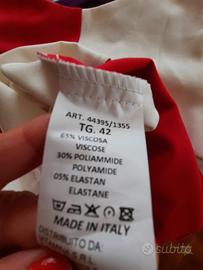 ART. 44395/1355
TG. 42
65% VISCOSA
VISCOSE
30% POLIAMMIDE
POLYAMIDE
05% ELASTAN
ELASTANE
MADE IN ITALY
DISTRIBUITO DA:
S.R.L.
subito